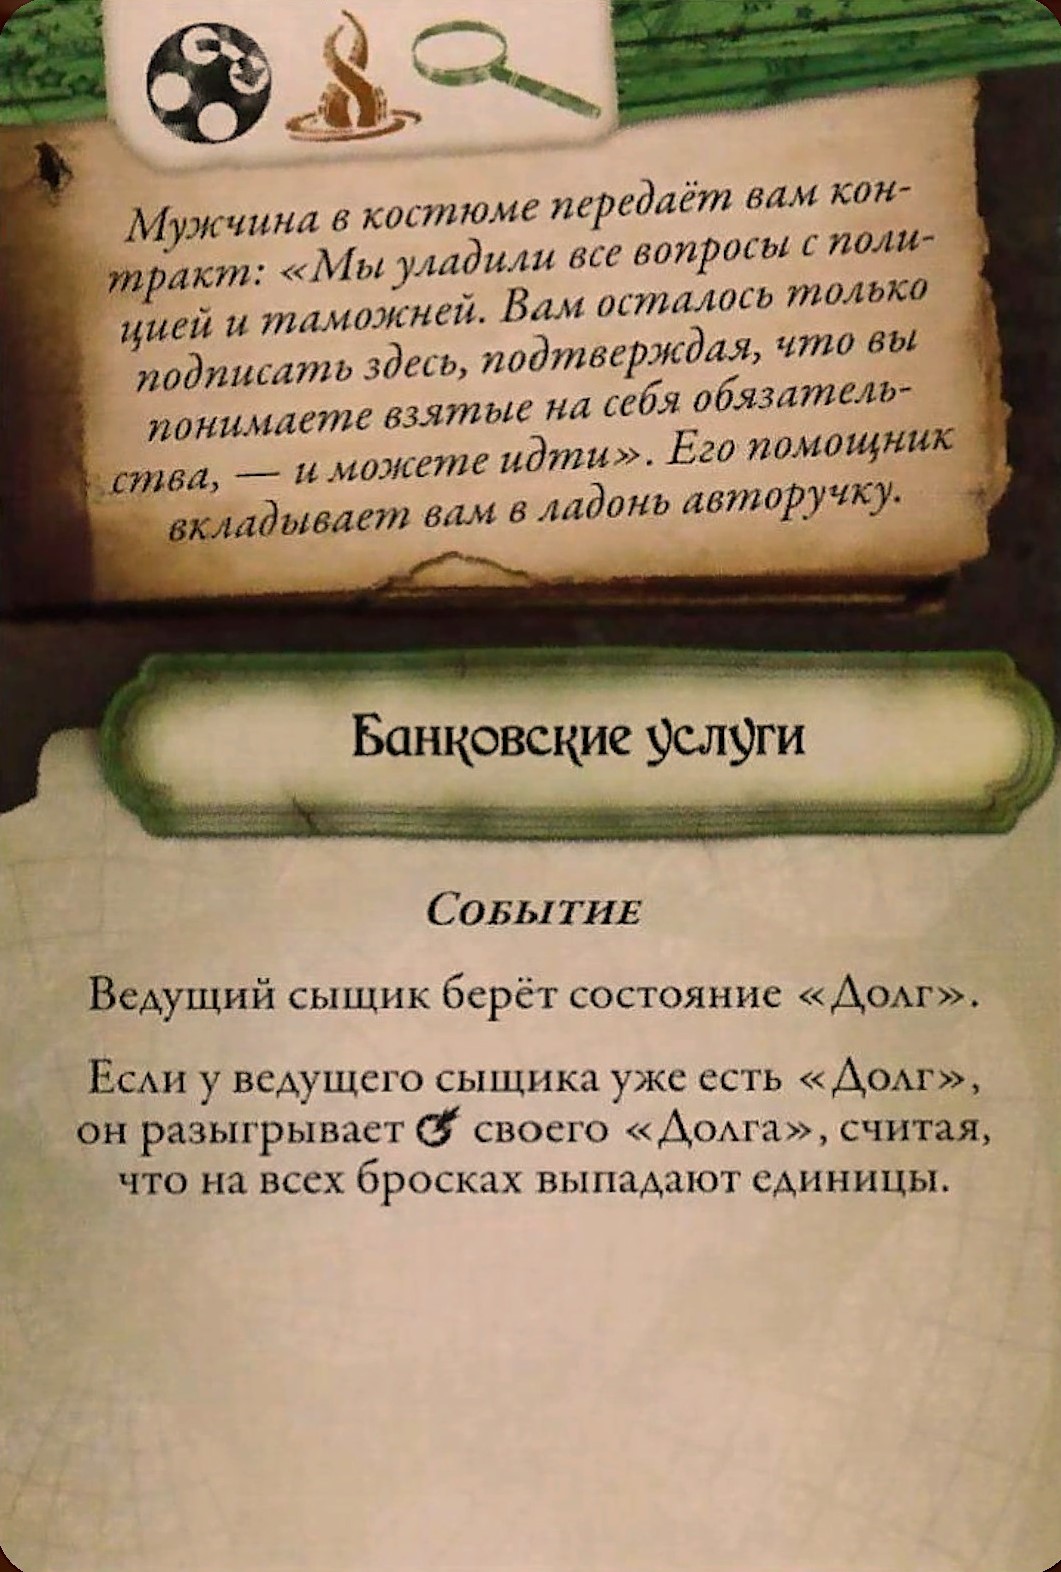 Мужчина в костюме передаёт вам кон-
тракт: «Мы уладили все вопросы с поли-
цией и таможней. Вам осталось только
подписать здесь, подтверждая, что вы
понимаете взятые на себя обязатель-
ства, — и можете идти». Его помощник
вкладывает вам в ладонь авторучку.
Банковские услуги
Событие
Ведущий сыщик берёт состояние «Долг».
Если у ведущего сыщика уже есть «Долг»,
он разыгрывает своего «Долга», считая,
что на всех бросках выпадают единицы.